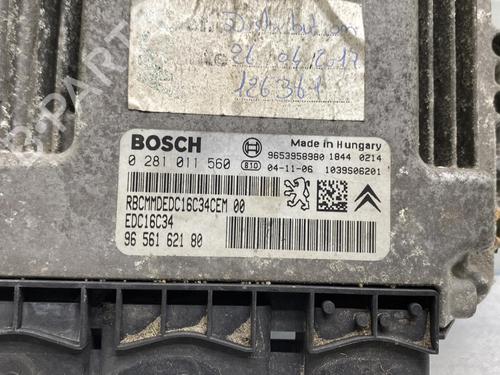 26 04 2017
126361
BOSCH
0 281 011 560
810
Made in Hungary
9653958980 1844 0214
04-11-06 1039S06201
RBCMMDEDC16C34CEM 00
EDC16C34
96 561 621 80